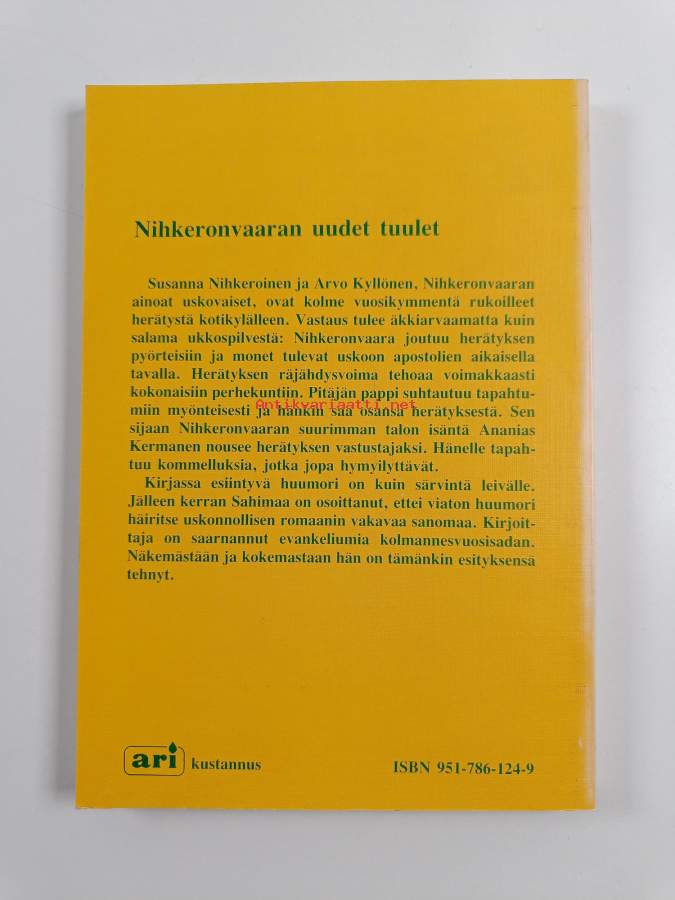 Nihkeronvaaran uudet tuulet
Susanna Nihkeroinen ja Arvo Kyllönen, Nihkeronvaaran
ainoat uskovaiset, ovat kolme vuosikymmentä rukoilleet
herätystä kotikylälleen. Vastaus tulee äkkiarvaamatta kuin
salama ukkospilvestä: Nihkeronvaara joutuu herätyksen
pyörteisiin ja monet tulevat uskoon apostolien aikaisella
tavalla. Herätyksen räjähdysvoima tehoaa voimakkaasti
kokonaisiin perhekuntiin. Pitäjän pappi suhtautuu tapahtu-
miin myönteisesti ja hänkin saa osansa herätyksestä. Sen
Antikvariaatti.net
sijaan Nihkeronvaaran suurimman talon isäntä Ananias
Kermanen nousee herätyksen vastustajaksi. Hänelle tapah-
tuu kommelluksia, jotka jopa hymyilyttävät.
Kirjassa esiintyvä huumori on kuin särvintä leivälle.
Jälleen kerran Sahimaa on osoittanut, ettei viaton huumori
häiritse uskonnollisen romaanin vakavaa sanomaa. Kirjoit-
taja on saarnannut evankeliumia kolmannesvuosisadan.
Näkemästään ja kokemastaan hän on tämänkin esityksensä
tehnyt.
ari kustannus
ISBN 951-786-124-9